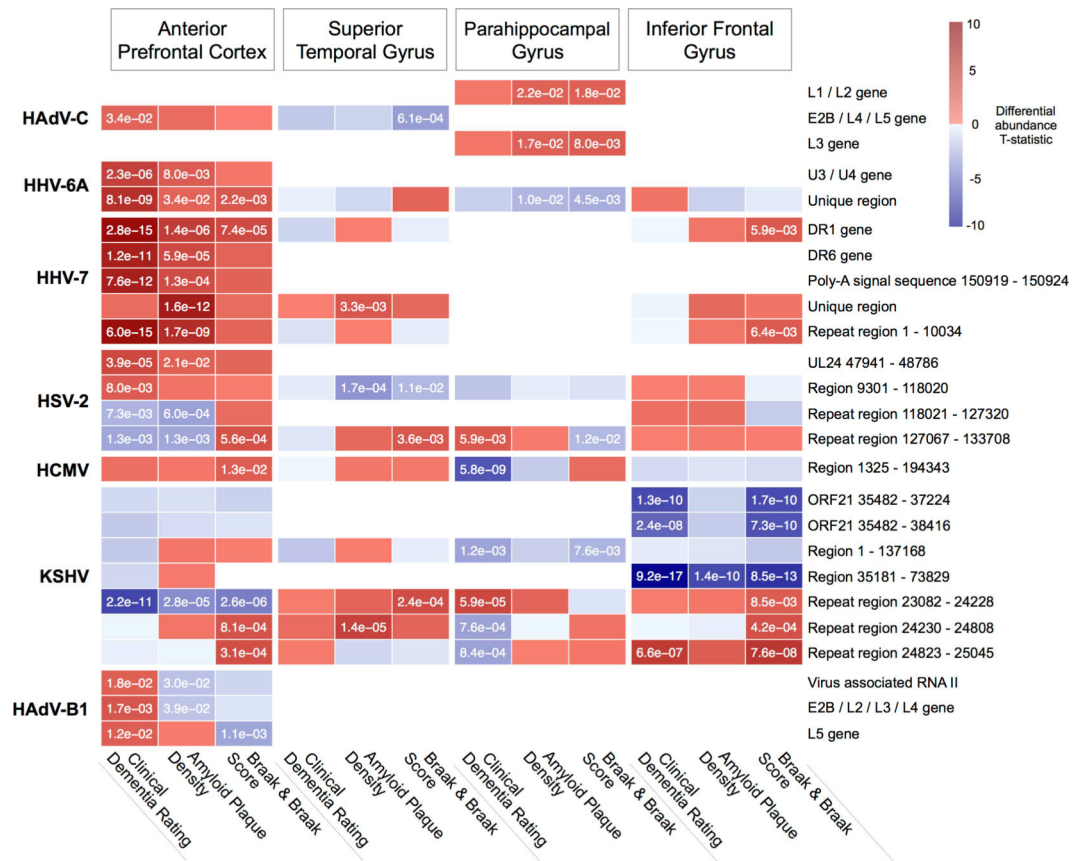 Anterior
Prefrontal Cortex
Superior
Temporal Gyrus
Parahippocampal
Gyrus
Inferior Frontal
Gyrus
10
5
0
-5
-10
Differential
abundance
T-statistic
2.2e−02 1.8e−02 L1 / L2 gene
HAdV-C 3.4e−02 6.1e−04 E2B / L4 / L5 gene
1.7e−02 8.0e−03 L3 gene
HHV-6A
2.3e−06 8.0e−03 U3 / U4 gene
8.1e−09 3.4e−02 2.2e−03 1.0e−02 4.5e−03 Unique region
2.8e−15 1.4e−06 7.4e−05 5.9e−03 DR1 gene
1.2e−11 5.9e−05 DR6 gene
HHV-7 7.6e−12 1.3e−04 Poly-A signal sequence 150919 - 150924
1.6e−12 3.3e−03 Unique region
6.0e−15 1.7e−09 6.4e−03 Repeat region 1 - 10034
3.9e−05 2.1e−02 UL24 47941 - 48786
8.0e−03 1.7e−04 1.1e−02 Region 9301 - 118020
HSV-2
7.3e−03 6.0e−04 Repeat region 118021 - 127320
1.3e−03 1.3e−03 5.6e−04 3.6e−03 5.9e−03 1.2e−02 Repeat region 127067 - 133708
HCMV 1.3e−02 5.8e−09 Region 1325 - 194343
1.3e−10 1.7e−10 ORF21 35482 - 37224
2.4e−08 7.3e−10 ORF21 35482 - 38416
1.2e−03 7.6e−03 Region 1 - 137168
KSHV 9.2e−17 1.4e−10 8.5e−13 Region 35181 - 73829
2.2e−11 2.8e−05 2.6e−06 2.4e−04 5.9e−05 8.5e−03 Repeat region 23082 - 24228
8.1e−04 1.4e−05 7.6e−04 4.2e−04 Repeat region 24230 - 24808
3.1e−04 8.4e−04 6.6e−07 7.6e−08 Repeat region 24823 - 25045
1.8e−02 3.0e−02 Virus associated RNA II
HAdV-B1 1.7e−03 3.9e−02 E2B / L2 / L3 / L4 gene
1.2e−02 1.1e−03 L5 gene
Clinical
Dementia Rating
Amyloid Plaque
Density
Braak & Braak
Score
Clinical
Dementia Rating
Amyloid Plaque
Density
Braak & Braak
Score
Clinical
Dementia Rating
Amyloid Plaque
Density
Braak & Braak
Score
Clinical
Dementia Rating
Amyloid Plaque
Density
Braak & Braak
Score